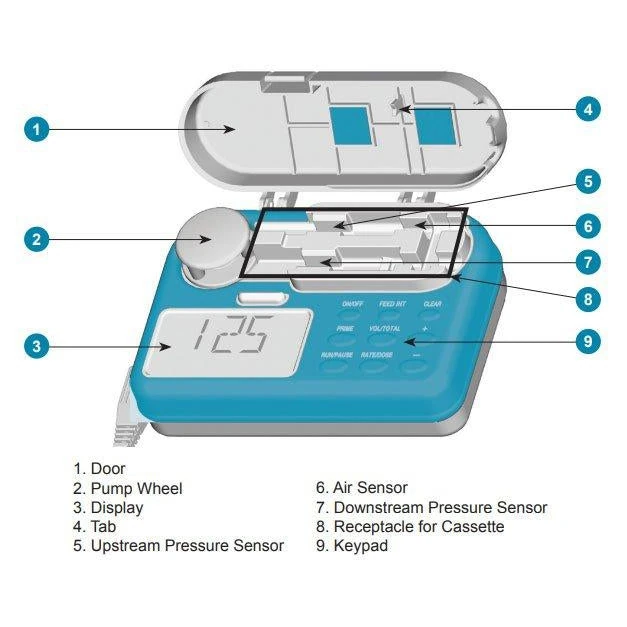 1
4
5
2
6
7
8
3
9
ON/OFF FEED INT CLEAR
PRIME VOL/TOTAL +
RUN/PAUSE RATE/DOSE –
125
1. Door
2. Pump Wheel
3. Display
4. Tab
5. Upstream Pressure Sensor
6. Air Sensor
7. Downstream Pressure Sensor
8. Receptacle for Cassette
9. Keypad